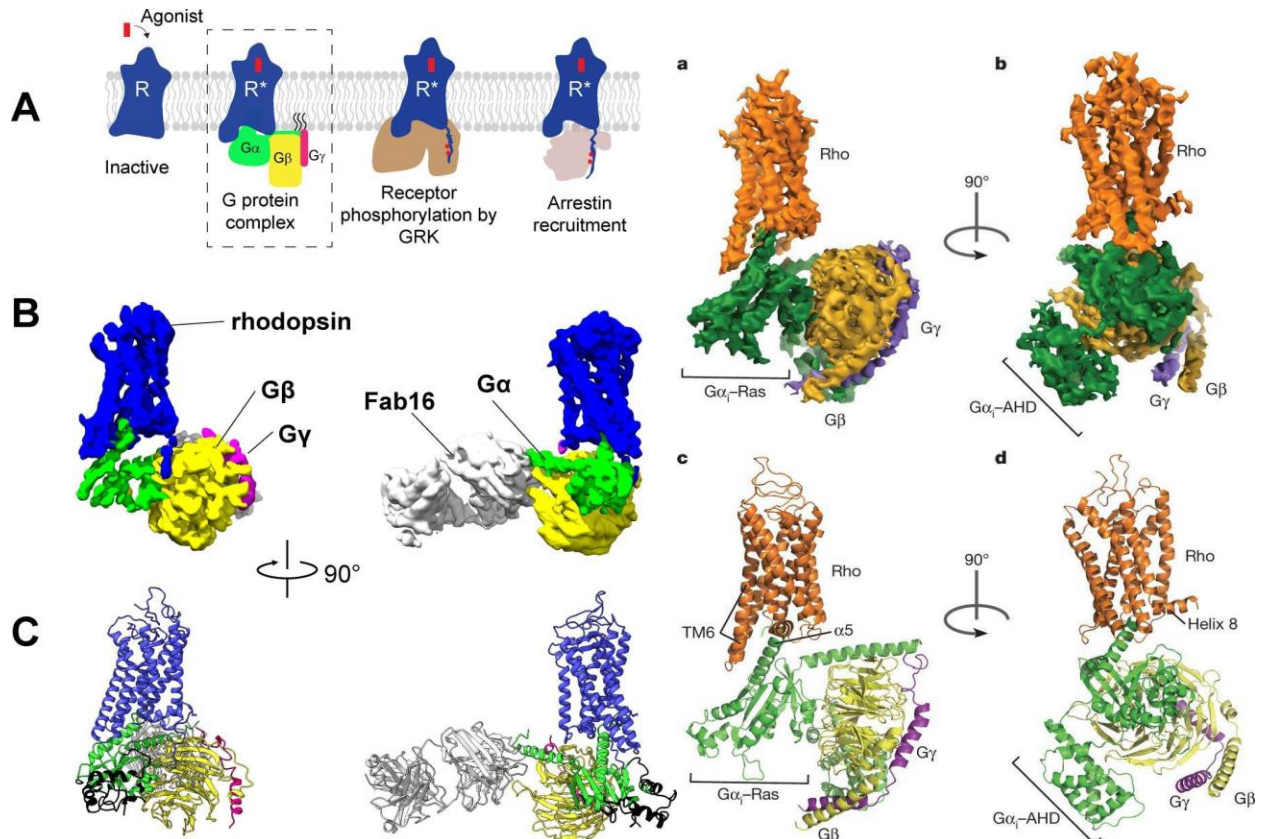 A
Agonist
R
R*
R*
R*
Gα
Gβ
Gγ
Inactive
G protein
complex
Receptor
phosphorylation by
GRK
Arrestin
recruitment
B
rhodopsin
Gβ
Gγ
Fab16
Gα
90°
C
a
Rho
Gγ
Gαi–Ras
Gβ
90°
b
Rho
Gαi–AHD
Gγ
Gβ
c
Rho
TM6
α5
Gγ
Gαi–Ras
Gβ
90°
d
Rho
Helix 8
Gαi–AHD
Gγ
Gβ